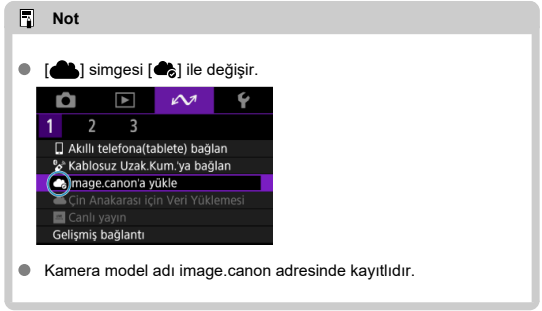 Not
[] simgesi [] ile değişir.
1 2 3
Akıllı telefona(tablete) bağlan
Kablosuz Uzak.Kum.'ya bağlan
image.canon'a yükle
Çin Anakarası için Veri Yüklemesi
Canlı yayın
Gelişmiş bağlantı
Kamera model adı image.canon adresinde kayıtlıdır.